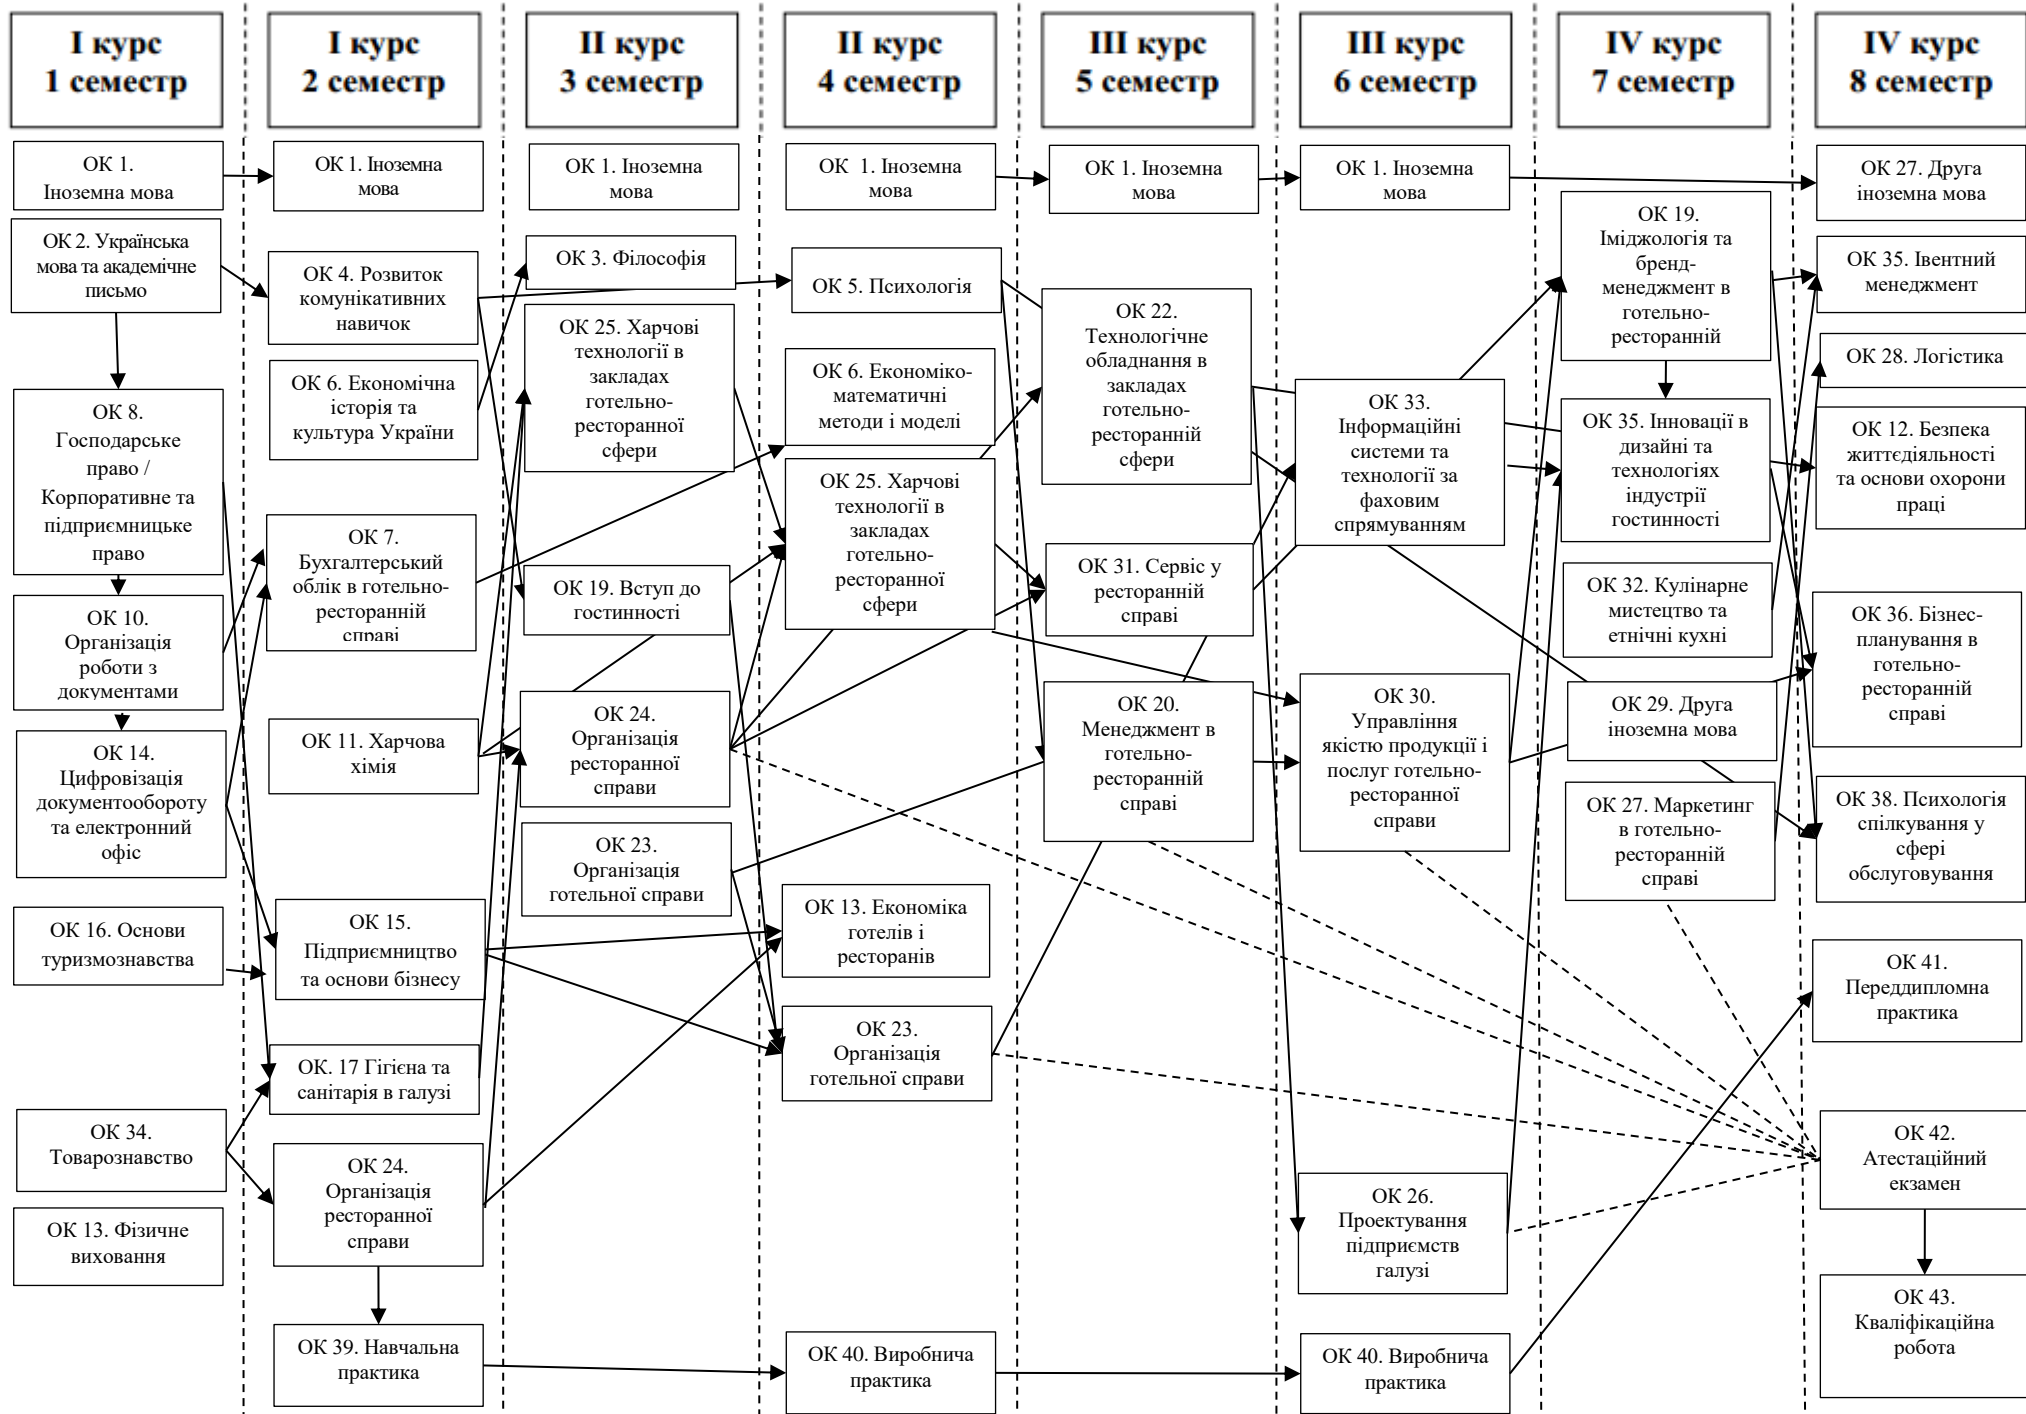 І курс
1 семестр
І курс
2 семестр
ІІ курс
3 семестр
ІІ курс
4 семестр
ІІІ курс
5 семестр
ІІІ курс
6 семестр
IV курс
7 семестр
IV курс
8 семестр
ОК 1.
Іноземна мова
ОК 2. Українська
мова та академічне
письмо
ОК 8.
Господарське
право /
Корпоративне та
підприємницьке
право
ОК 10.
Організація
роботи з
документами
ОК 14.
Цифровізація
документообороту
та електронний
офіс
ОК 16. Основи
туризмознавства
ОК 34.
Товарознавство
ОК 13. Фізичне
виховання
ОК 1. Іноземна
мова
ОК 4. Розвиток
комунікативних
навичок
ОК 6. Економічна
історія та
культура України
ОК 7.
Бухгалтерський
облік в готельно-
ресторанній
справі
ОК 11. Харчова
хімія
ОК 15.
Підприємництво
та основи бізнесу
ОК. 17 Гігієна та
санітарія в галузі
ОК 24.
Організація
ресторанної
справи
ОК 39. Навчальна
практика
ОК 1. Іноземна
мова
ОК 3. Філософія
ОК 25. Харчові
технології в
закладах
готельно-
ресторанної
сфери
ОК 19. Вступ до
гостинності
ОК 24.
Організація
ресторанної
справи
ОК 23.
Організація
готельної справи
ОК  1. Іноземна
мова
ОК 5. Психологія
ОК 6. Економіко-
математичні
методи і моделі
ОК 25. Харчові
технології в
закладах
готельно-
ресторанної
сфери
ОК 13. Економіка
готелів і
ресторанів
ОК 23.
Організація
готельної справи
ОК 40. Виробнича
практика
ОК 1. Іноземна
мова
ОК 22.
Технологічне
обладнання в
закладах
готельно-
ресторанній
сфери
ОК 31. Сервіс у
ресторанній
справі
ОК 20.
Менеджмент в
готельно-
ресторанній
справі
ОК 1. Іноземна
мова
ОК 33.
Інформаційні
системи та
технології за
фаховим
спрямуванням
ОК 30.
Управління
якістю продукції і
послуг готельно-
ресторанної
справи
ОК 26.
Проектування
підприємств
галузі
ОК 40. Виробнича
практика
ОК 19.
Іміджологія та
бренд-
менеджмент в
готельно-
ресторанній
ОК 35. Інновації в
дизайні та
технологіях
індустрії
гостинності
ОК 32. Кулінарне
мистецтво та
етнічні кухні
ОК 29. Друга
іноземна мова
ОК 27. Маркетинг
в готельно-
ресторанній
справі
ОК 27. Друга
іноземна мова
ОК 35. Івентний
менеджмент
ОК 28. Логістика
ОК 12. Безпека
життєдіяльності
та основи охорони
праці
ОК 36. Бізнес-
планування в
готельно-
ресторанній
справі
ОК 38. Психологія
спілкування у
сфері
обслуговування
ОК 41.
Переддипломна
практика
ОК 42.
Атестаційний
екзамен
ОК 43.
Кваліфікаційна
робота